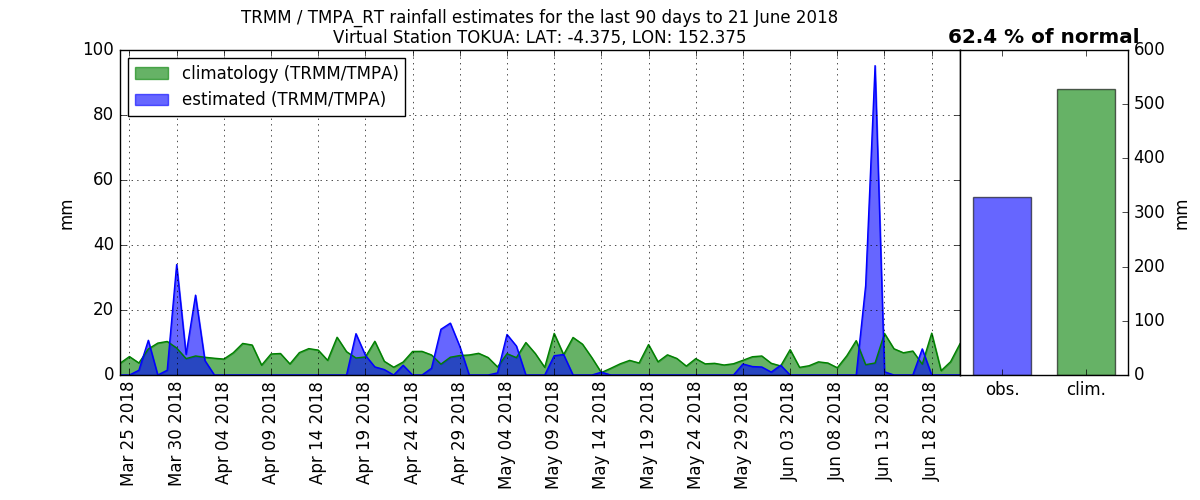 TRMM / TMPA_RT rainfall estimates for the last 90 days to 21 June 2018
Virtual Station TOKUA: LAT: -4.375, LON: 152.375
62.4 % of normal
climatology (TRMM/TMPA)
estimated (TRMM/TMPA)
100
80
60
40
20
0
mm
600
500
400
300
200
100
0
mm
Mar 25 2018
Mar 30 2018
Apr 04 2018
Apr 09 2018
Apr 14 2018
Apr 19 2018
Apr 24 2018
Apr 29 2018
May 04 2018
May 09 2018
May 14 2018
May 19 2018
May 24 2018
May 29 2018
Jun 03 2018
Jun 08 2018
Jun 13 2018
Jun 18 2018
obs.
clim.